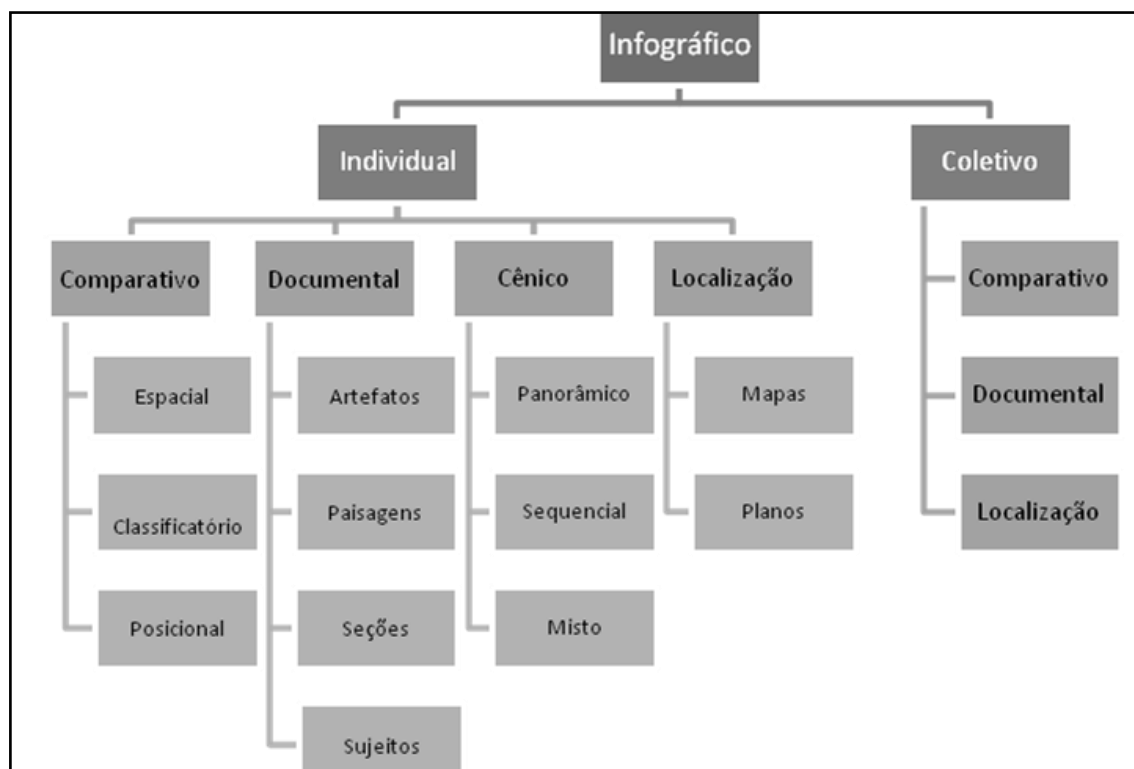 Infográfico
Individual
Coletivo
Comparativo
Documental
Cênico
Localização
Comparativo
Espacial
Artefatos
Panorâmico
Mapas
Documental
Classificatório
Paisagens
Sequencial
Planos
Localização
Posicional
Seções
Misto
Sujeitos